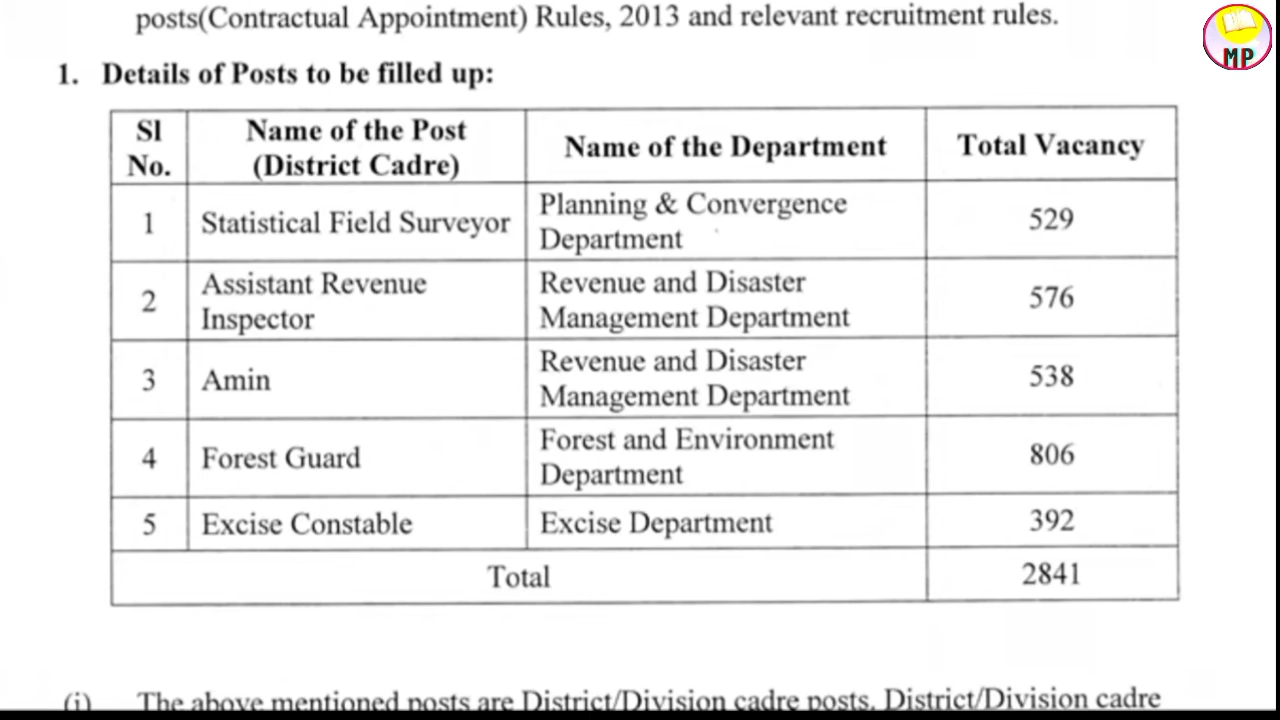 posts(Contractual Appointment) Rules, 2013 and relevant recruitment rules.
MP
1. Details of Posts to be filled up:
Sl No. | Name of the Post (District Cadre) | Name of the Department | Total Vacancy
1 | Statistical Field Surveyor | Planning & Convergence Department | 529
2 | Assistant Revenue Inspector | Revenue and Disaster Management Department | 576
3 | Amin | Revenue and Disaster Management Department | 538
4 | Forest Guard | Forest and Environment Department | 806
5 | Excise Constable | Excise Department | 392
Total | 2841
(i) The above mentioned posts are District/Division cadre posts. District/Division cadre